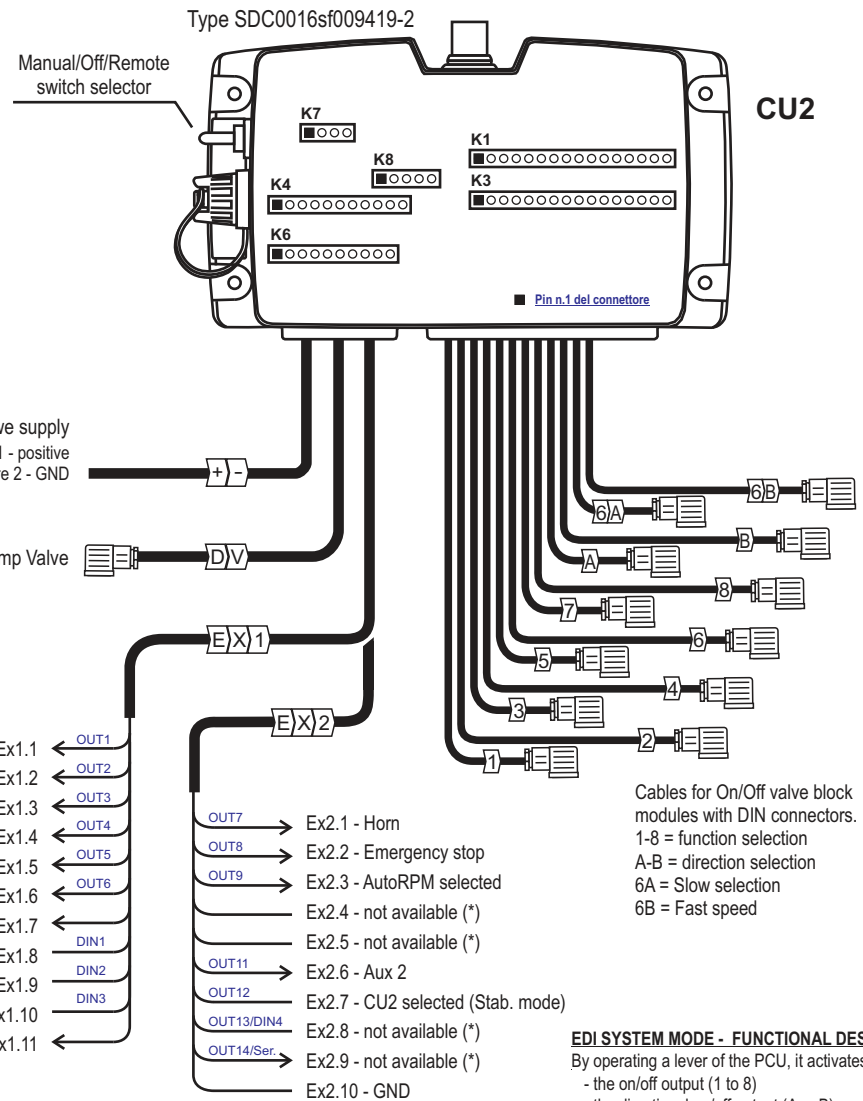 Type SDC0016sf009419-2
Manual/Off/Remote
switch selector
CU2
K7
K8
K1
K4
K3
K6
Pin n.1 del connettore
supply
- positive
2 - GND
+ -
Valve
D V
E X 1
E X 2
6 B
6 A
B
A
8
7
6
5
4
3
2
1
Ex1.1 OUT1
Ex1.2 OUT2
Ex1.3 OUT3
Ex1.4 OUT4
Ex1.5 OUT5
Ex1.6 OUT6
Ex1.7
Ex1.8 DIN1
Ex1.9 DIN2
x1.10 DIN3
x1.11
OUT7 Ex2.1 - Horn
OUT8 Ex2.2 - Emergency stop
OUT9 Ex2.3 - AutoRPM selected
Ex2.4 - not available (*)
Ex2.5 - not available (*)
OUT11 Ex2.6 - Aux 2
OUT12 Ex2.7 - CU2 selected (Stab. mode)
OUT13/DIN4 Ex2.8 - not available (*)
OUT14/Ser. Ex2.9 - not available (*)
Ex2.10 - GND
Cables for On/Off valve block
modules with DIN connectors.
1-8 = function selection
A-B = direction selection
6A = Slow selection
6B = Fast speed
EDI SYSTEM MODE - FUNCTIONAL DES
By operating a lever of the PCU, it activates
- the on/off output (1 to 8)